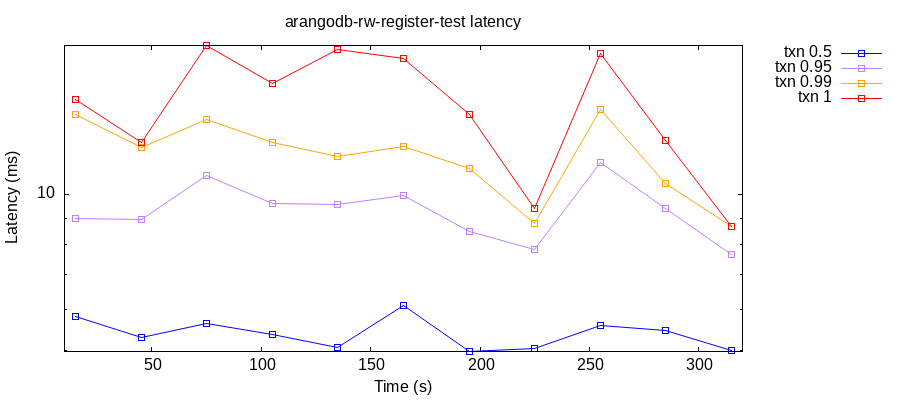 arangodb-rw-register-test latency
txn 0.5
txn 0.95
txn 0.99
txn 1
Latency (ms)
10
50 100 150 200 250 300
Time (s)